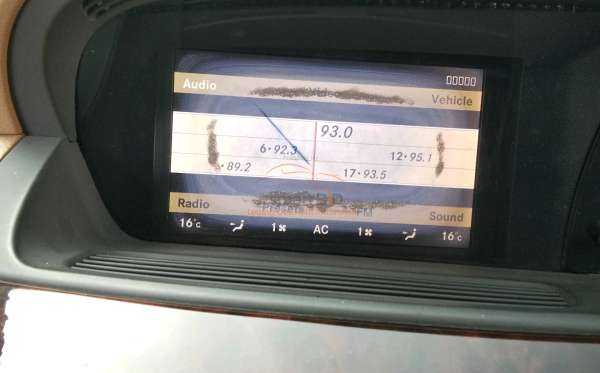 Audio
Video
Vehicle
93.0
6·92.3
12·95.1
·89.2
17·93.5
Radio
FM
Sound
16°c
1
AC
1
16°c